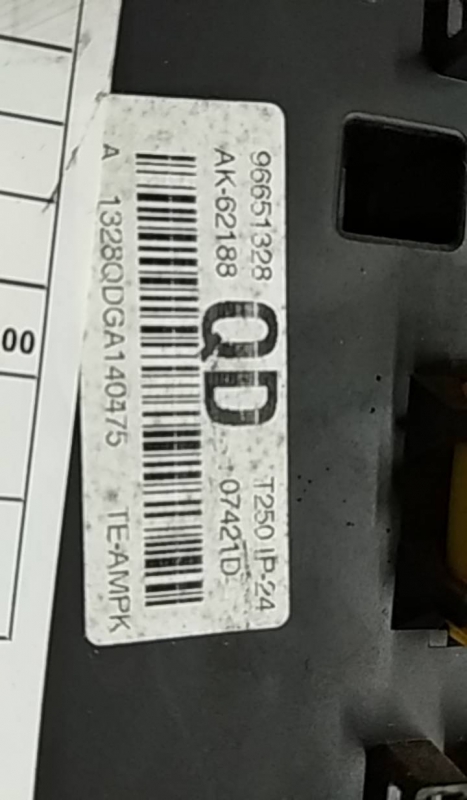 96651328 T250 IP-24
AK-62188 QD 07421D
A 1328QDGA140475 TE-AMPK
00